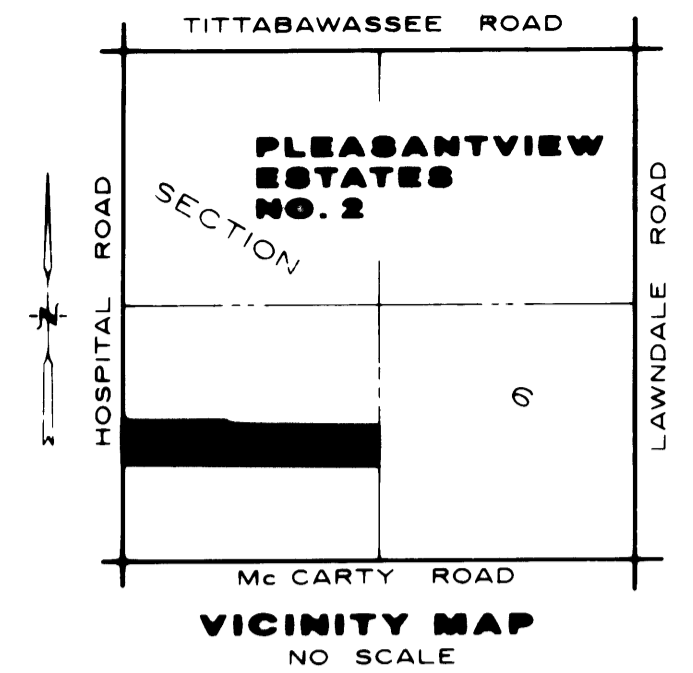 TITTABAWASSEE ROAD
PLEASANTVIEW
ESTATES
NO. 2
SECTION
HOSPITAL ROAD
LAWNDALE ROAD
N
6
Mc CARTY ROAD
VICINITY MAP
NO SCALE